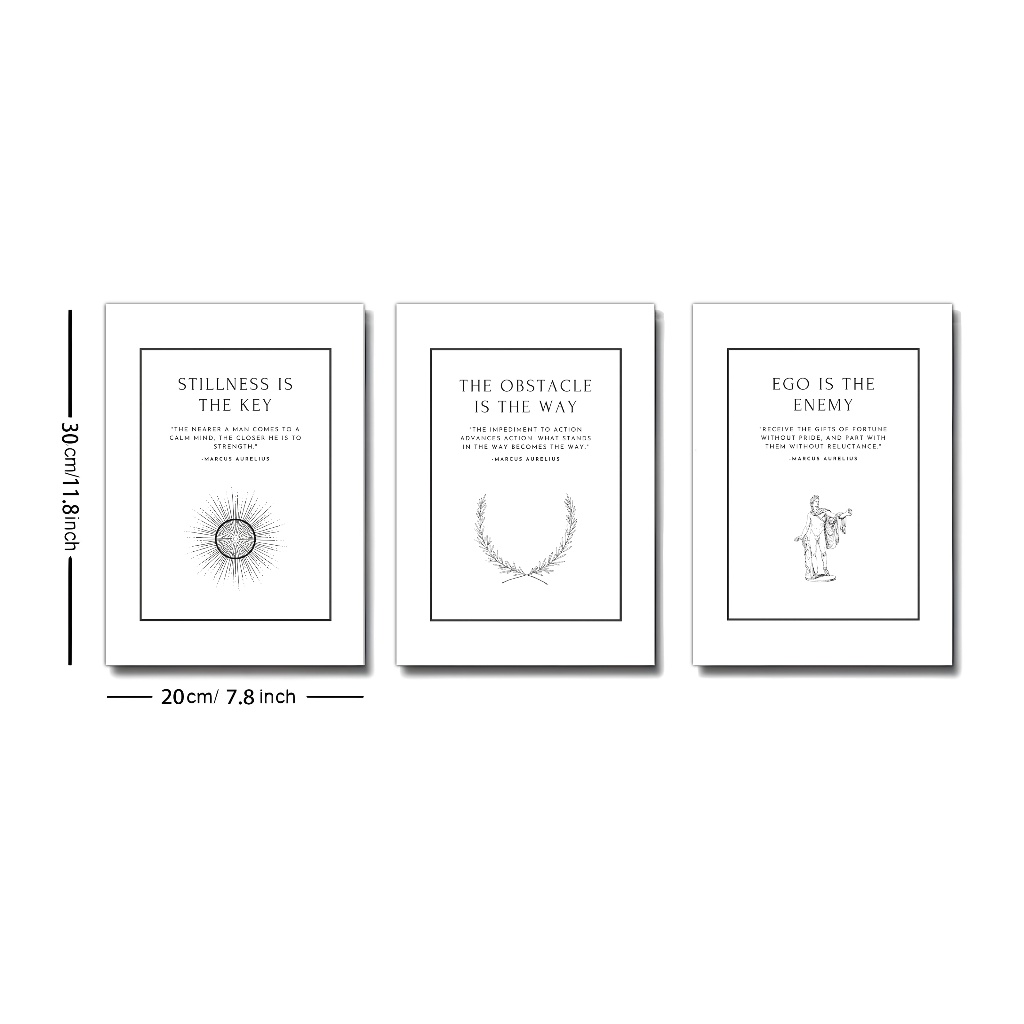 STILLNESS IS
THE KEY
"THE NEARER A MAN COMES TO A
CALM MIND, THE CLOSER HE IS TO
STRENGTH."
-MARCUS AURELIUS
THE OBSTACLE
IS THE WAY
"THE IMPEDIMENT TO ACTION
ADVANCES ACTION. WHAT STANDS
IN THE WAY BECOMES THE WAY."
-MARCUS AURELIUS
EGO IS THE
ENEMY
"RECEIVE THE GIFTS OF FORTUNE
WITHOUT PRIDE, AND PART WITH
THEM WITHOUT RELUCTANCE."
-MARCUS AURELIUS
30cm/11.8inch
20cm/ 7.8 inch